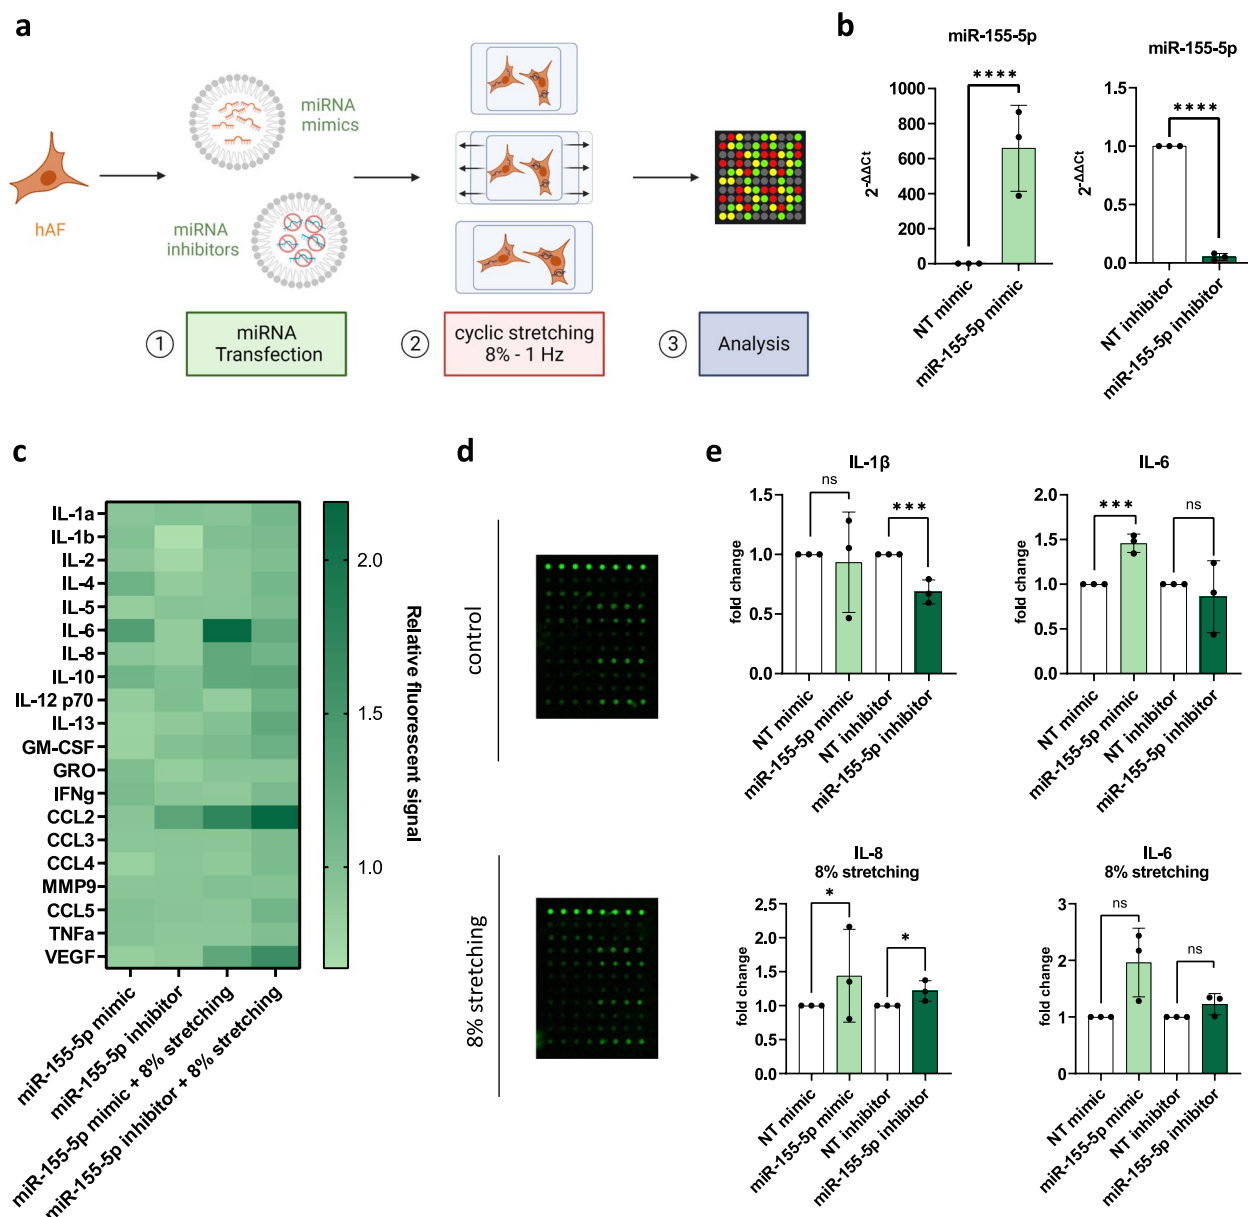 a
hAF
miRNA
mimics
miRNA
inhibitors
1
miRNA
Transfection
2
cyclic stretching
8% - 1 Hz
3
Analysis
b
miR-155-5p
2-ΔΔCt
1000
800
600
400
200
0
****
NT mimic
miR-155-5p mimic
miR-155-5p
2-ΔΔCt
1.5
1.0
0.5
0.0
****
NT inhibitor
miR-155-5p inhibitor
c
IL-1a
IL-1b
IL-2
IL-4
IL-5
IL-6
IL-8
IL-10
IL-12 p70
IL-13
GM-CSF
GRO
IFNg
CCL2
CCL3
CCL4
MMP9
CCL5
TNFa
VEGF
miR-155-5p mimic
miR-155-5p inhibitor
miR-155-5p mimic + 8% stretching
miR-155-5p inhibitor + 8% stretching
2.0
1.5
1.0
Relative fluorescent signal
d
control
8% stretching
e
IL-1β
fold change
1.5
1.0
0.5
0.0
ns
***
NT mimic
miR-155-5p mimic
NT inhibitor
miR-155-5p inhibitor
IL-6
fold change
2.0
1.5
1.0
0.5
0.0
***
ns
NT mimic
miR-155-5p mimic
NT inhibitor
miR-155-5p inhibitor
IL-8
8% stretching
fold change
2.5
2.0
1.5
1.0
0.5
0.0
*
*
NT mimic
miR-155-5p mimic
NT inhibitor
miR-155-5p inhibitor
IL-6
8% stretching
fold change
3
2
1
0
ns
ns
NT mimic
miR-155-5p mimic
NT inhibitor
miR-155-5p inhibitor